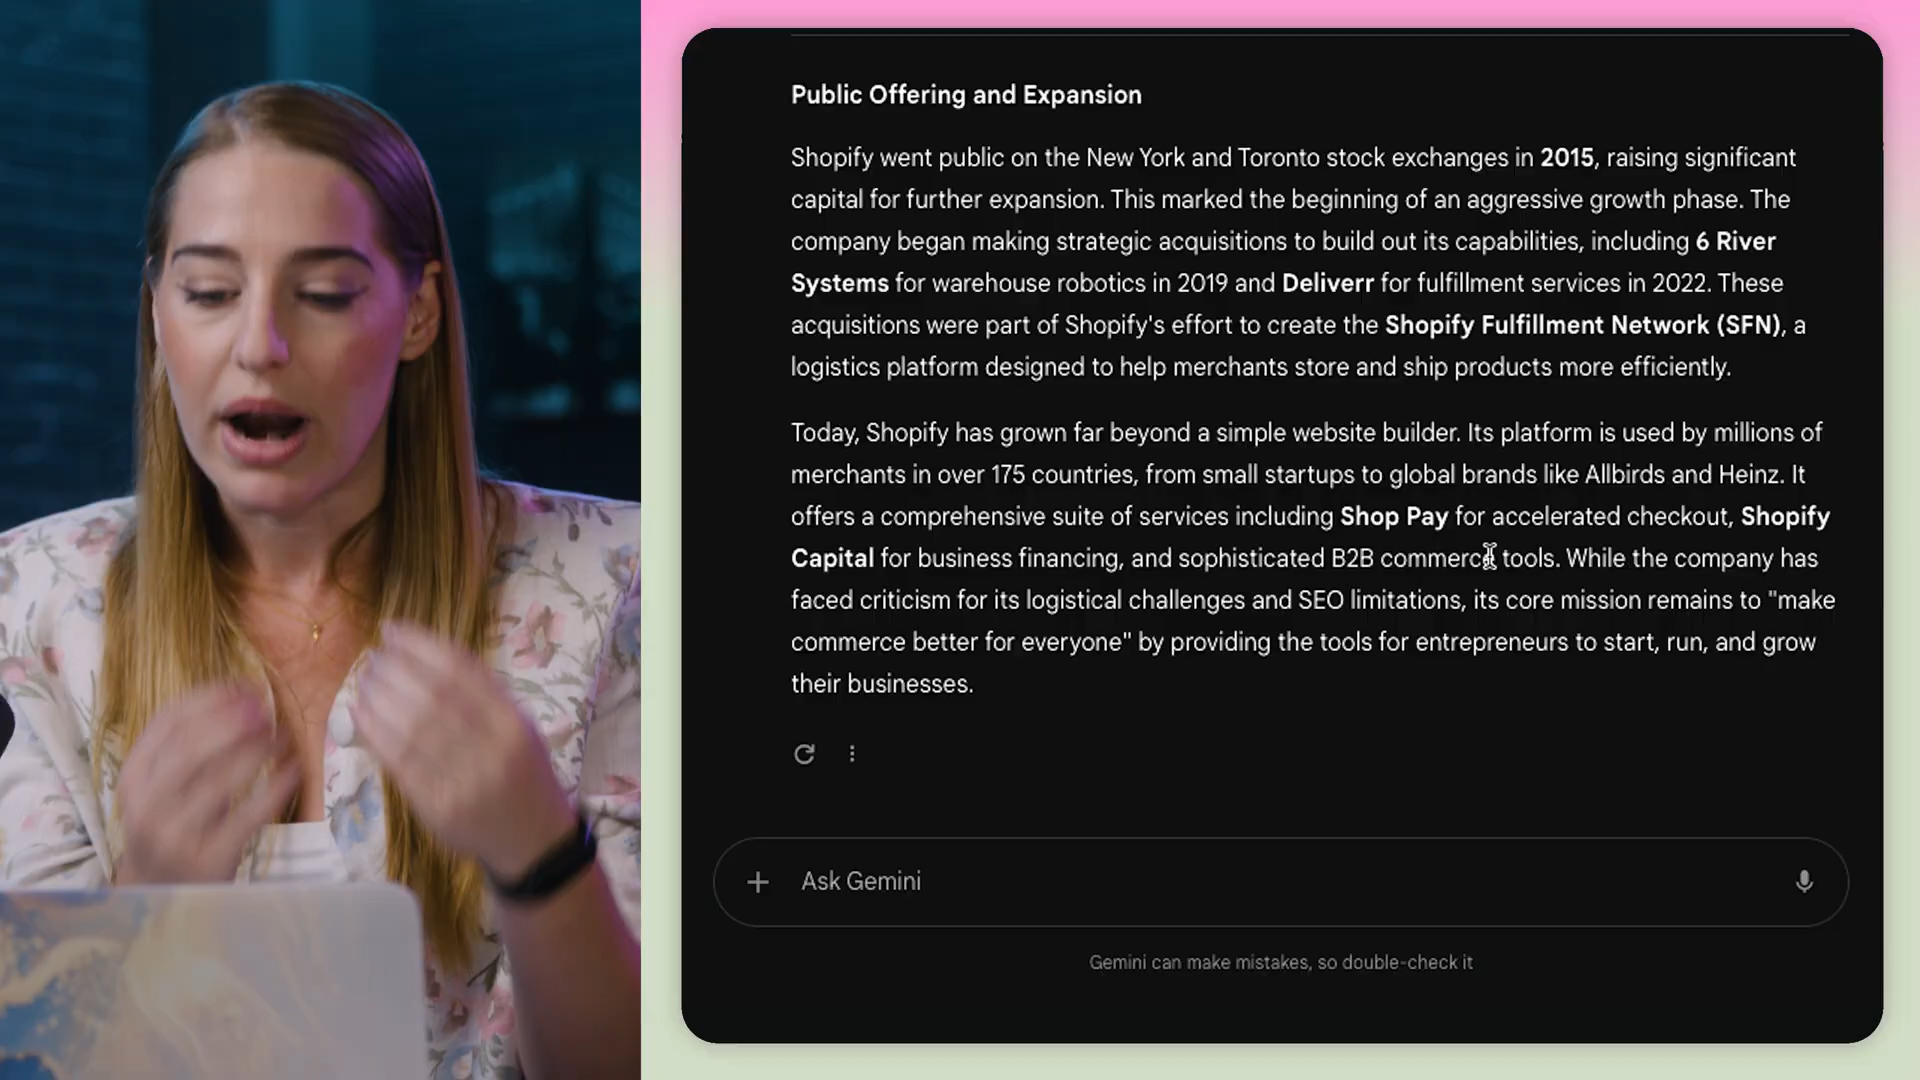 Public Offering and Expansion
Shopify went public on the New York and Toronto stock exchanges in 2015, raising significant
capital for further expansion. This marked the beginning of an aggressive growth phase. The
company began making strategic acquisitions to build out its capabilities, including 6 River
Systems for warehouse robotics in 2019 and Deliverr for fulfillment services in 2022. These
acquisitions were part of Shopify's effort to create the Shopify Fulfillment Network (SFN), a
logistics platform designed to help merchants store and ship products more efficiently.
Today, Shopify has grown far beyond a simple website builder. Its platform is used by millions of
merchants in over 175 countries, from small startups to global brands like Allbirds and Heinz. It
offers a comprehensive suite of services including Shop Pay for accelerated checkout, Shopify
Capital for business financing, and sophisticated B2B commerce tools. While the company has
faced criticism for its logistical challenges and SEO limitations, its core mission remains to "make
commerce better for everyone" by providing the tools for entrepreneurs to start, run, and grow
their businesses.
Ask Gemini
Gemini can make mistakes, so double-check it